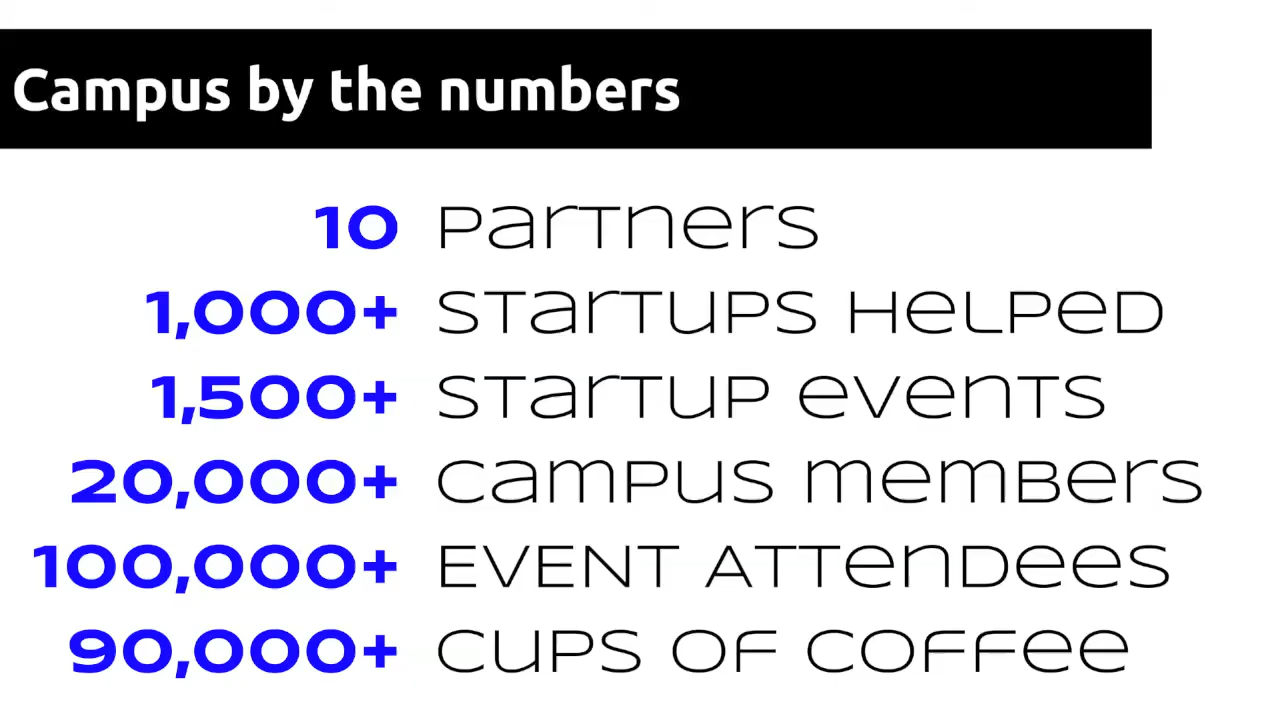 Campus by the numbers
10 Partners
1,000+ Startups Helped
1,500+ Startup events
20,000+ Campus members
100,000+ EVENT ATTendees
90,000+ Cups of Coffee